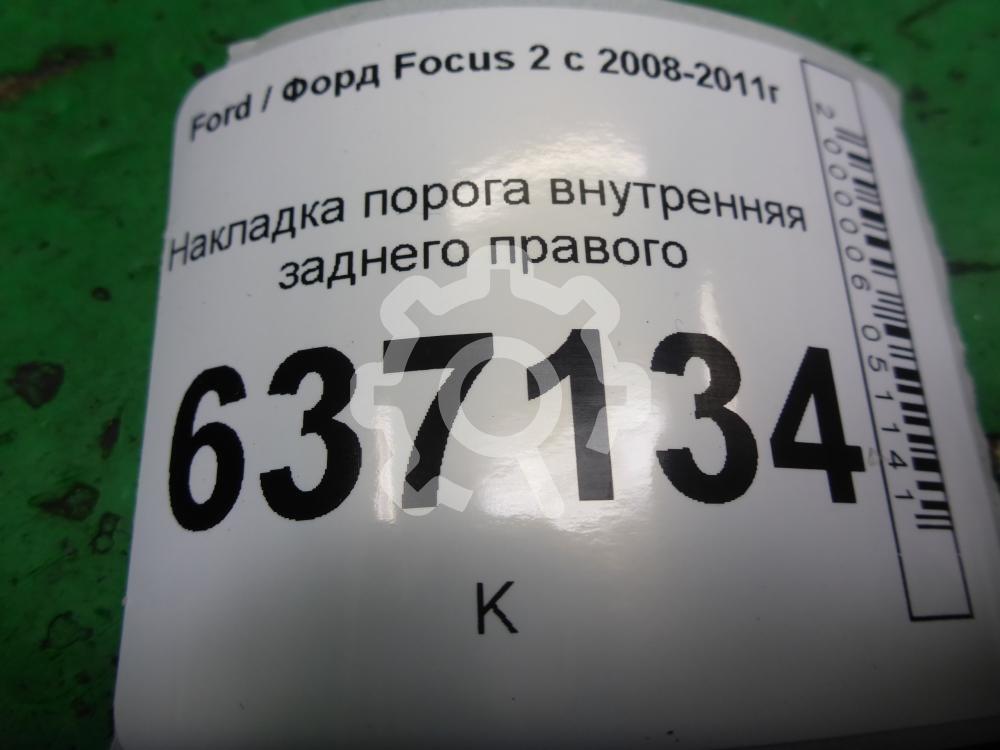 Ford / Форд Focus 2 с 2008-2011г
Накладка порога внутренняя
заднего правого
637134
К
2000006051141